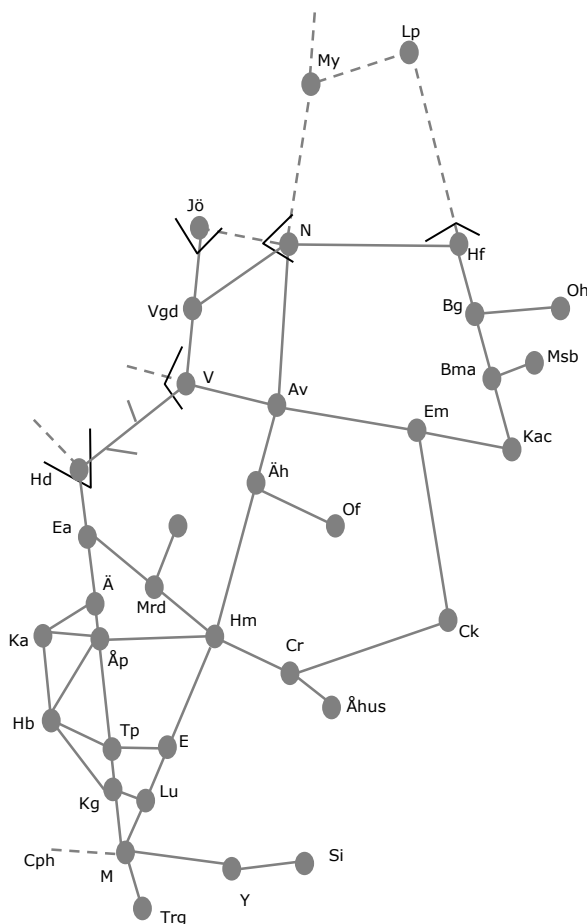 Lp
My
Jö
N
Hf
Oh
Vgd
Bg
Msb
Bma
V
Av
Em
Kac
Hd
Äh
Of
Ea
Ä
Mrd
Hm
Ck
Ka
Åp
Cr
Åhus
Hb
Tp
E
Kg
Lu
Cph
M
Si
Y
Trg